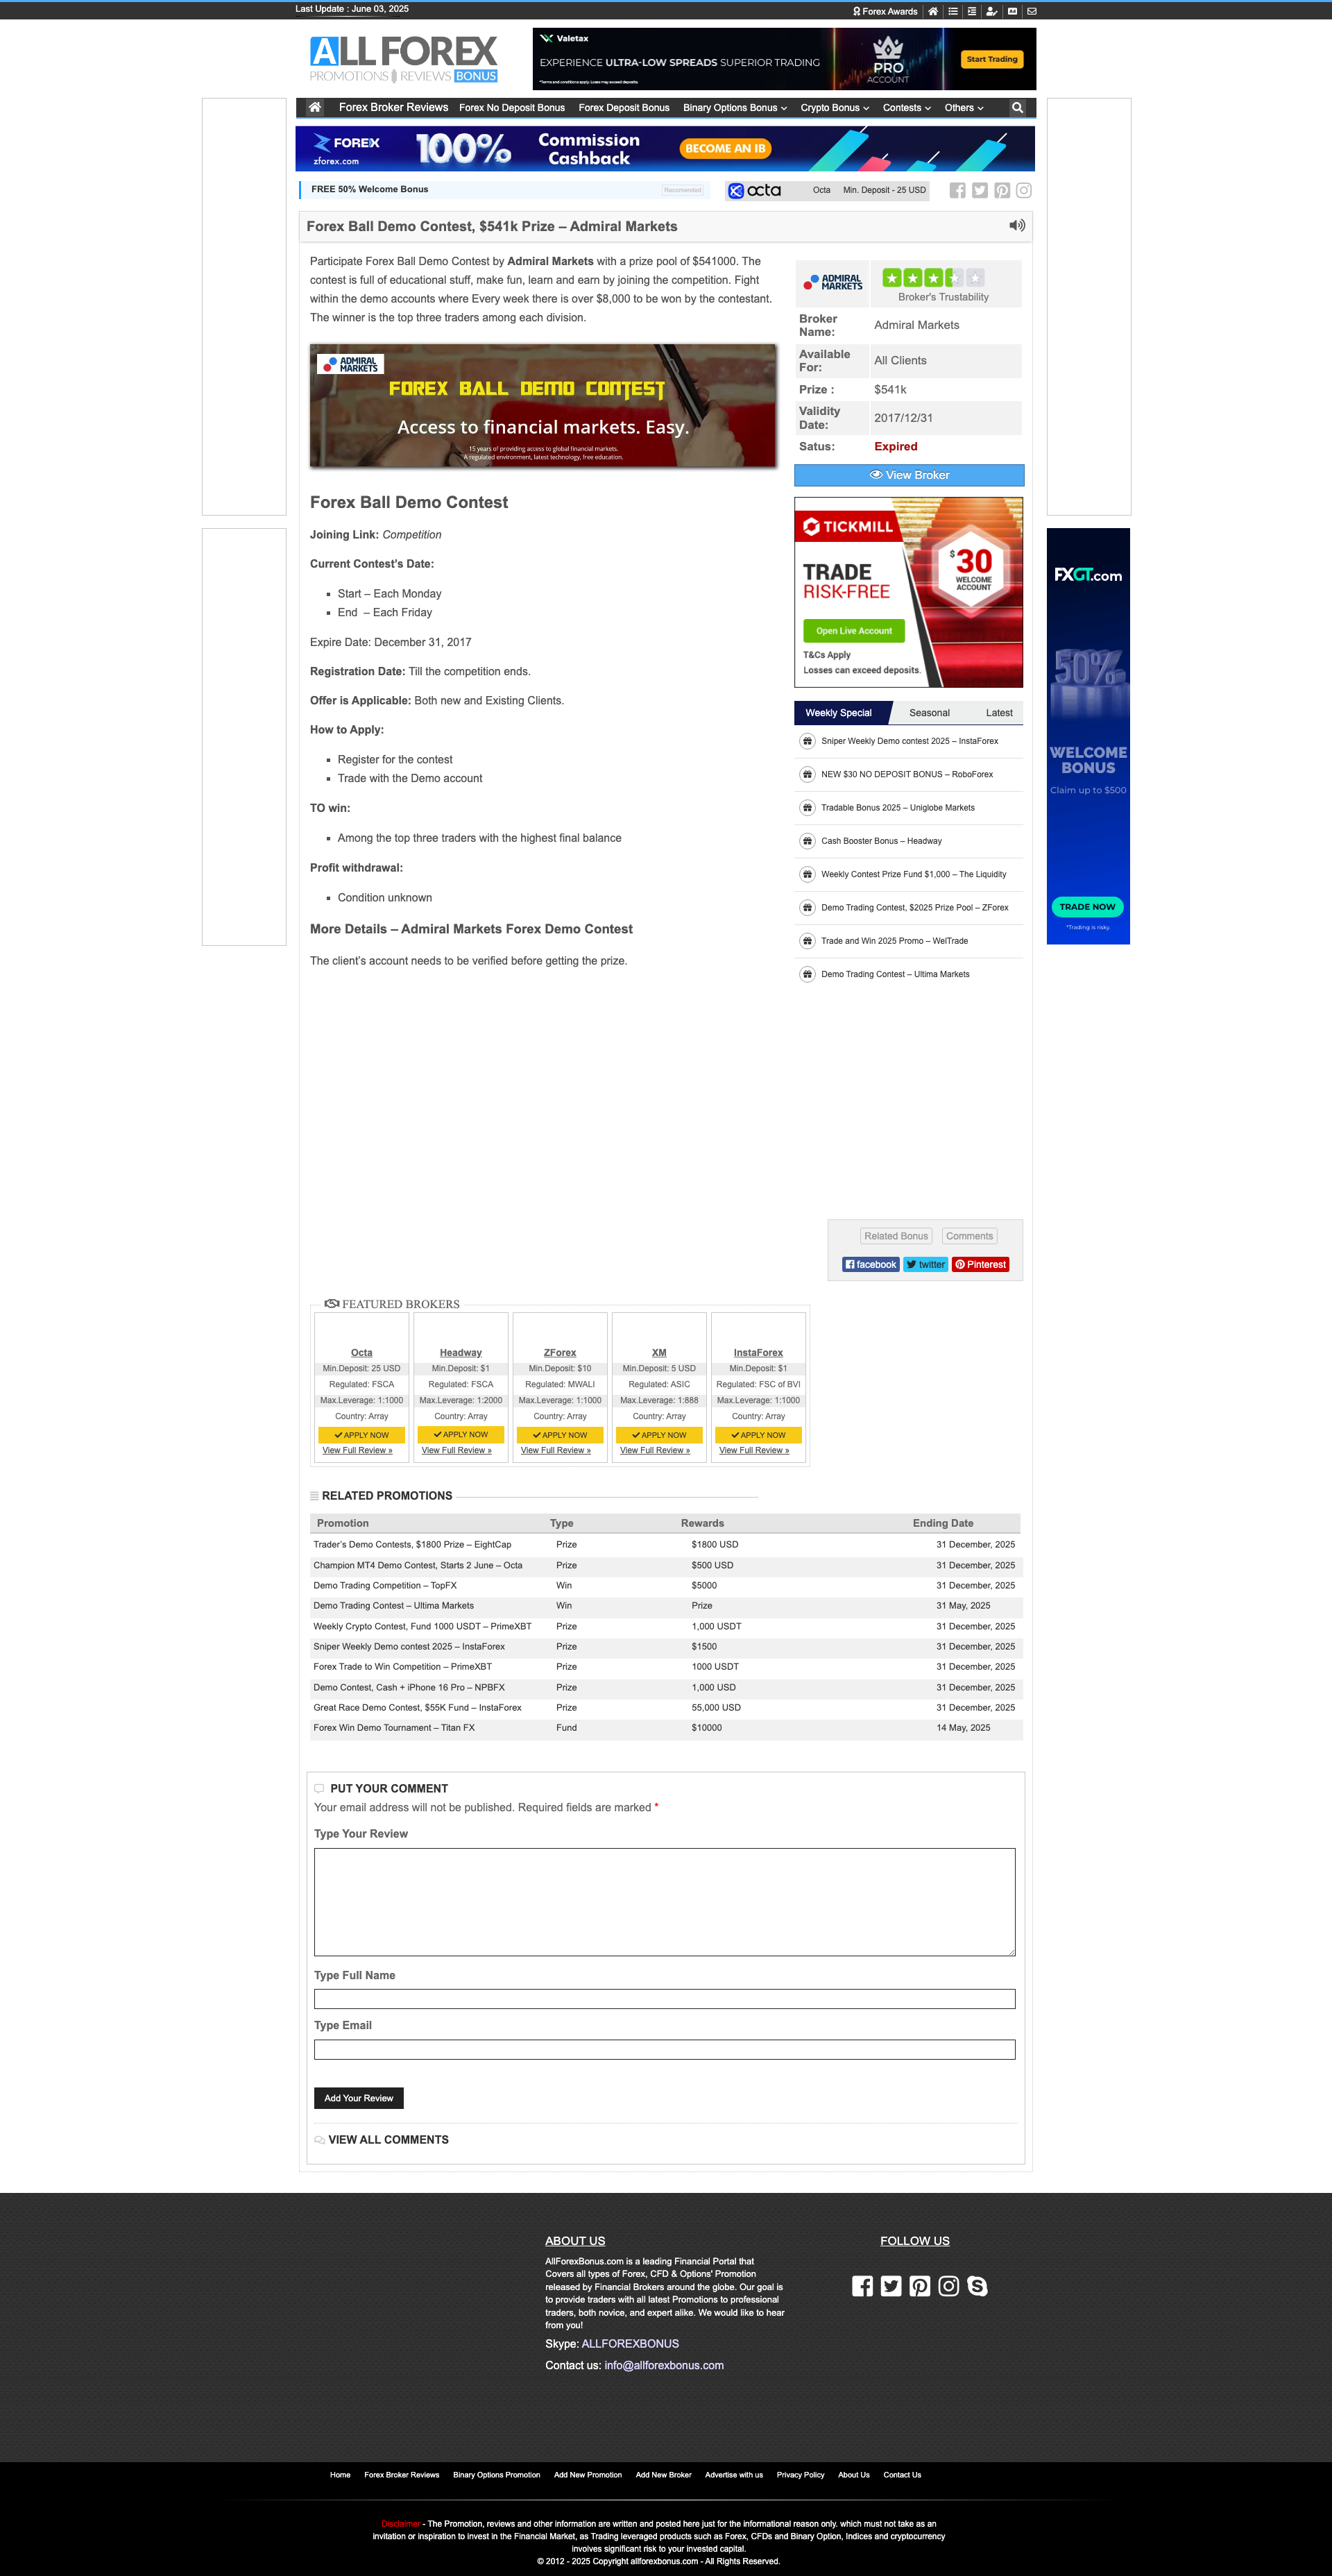 Last Update : June 03, 2025
Forex Awards
ALL FOREX
PROMOTIONS | REVIEWS BONUS
Valetax
EXPERIENCE ULTRA-LOW SPREADS SUPERIOR TRADING
*Terms and conditions apply. Loses may exceed deposits.
PRO
ACCOUNT
Start Trading
Forex Broker Reviews Forex No Deposit Bonus Forex Deposit Bonus Binary Options Bonus Crypto Bonus Contests Others
ZFOREX
zforex.com
100%
Commission
Cashback
BECOME AN IB
FREE 50% Welcome Bonus
Recomended
octa
Octa Min. Deposit - 25 USD
Forex Ball Demo Contest, $541k Prize – Admiral Markets
Participate Forex Ball Demo Contest by Admiral Markets with a prize pool of $541000. The
contest is full of educational stuff, make fun, learn and earn by joining the competition. Fight
within the demo accounts where Every week there is over $8,000 to be won by the contestant.
The winner is the top three traders among each division.
ADMIRAL
MARKETS
FOREX BALL DEMO CONTEST
Access to financial markets. Easy.
15 years of providing access to global financial markets.
A regulated environment, latest technology, free education.
Forex Ball Demo Contest
Joining Link: Competition
Current Contest's Date:
Start – Each Monday
End – Each Friday
Expire Date: December 31, 2017
Registration Date: Till the competition ends.
Offer is Applicable: Both new and Existing Clients.
How to Apply:
Register for the contest
Trade with the Demo account
TO win:
Among the top three traders with the highest final balance
Profit withdrawal:
Condition unknown
More Details – Admiral Markets Forex Demo Contest
The client's account needs to be verified before getting the prize.
ADMIRAL
MARKETS
Broker's Trustability
Broker
Name:
Admiral Markets
Available
For:
All Clients
Prize : $541k
Validity
Date:
2017/12/31
Satus: Expired
View Broker
TICKMILL
TRADE
RISK-FREE
$30
WELCOME
ACCOUNT
Open Live Account
T&Cs Apply
Losses can exceed deposits.
Weekly Special Seasonal Latest
Sniper Weekly Demo contest 2025 – InstaForex
NEW $30 NO DEPOSIT BONUS – RoboForex
Tradable Bonus 2025 – Uniglobe Markets
Cash Booster Bonus – Headway
Weekly Contest Prize Fund $1,000 – The Liquidity
Demo Trading Contest, $2025 Prize Pool – ZForex
Trade and Win 2025 Promo – WelTrade
Demo Trading Contest – Ultima Markets
FXGT.com
50%
WELCOME
BONUS
Claim up to $500
TRADE NOW
*Trading is risky.
Related Bonus Comments
facebook twitter Pinterest
FEATURED BROKERS
Octa Headway ZForex XM InstaForex
Min.Deposit: 25 USD Min.Deposit: $1 Min.Deposit: $10 Min.Deposit: 5 USD Min.Deposit: $1
Regulated: FSCA Regulated: FSCA Regulated: MWALI Regulated: ASIC Regulated: FSC of BVI
Max.Leverage: 1:1000 Max.Leverage: 1:2000 Max.Leverage: 1:1000 Max.Leverage: 1:888 Max.Leverage: 1:1000
Country: Array Country: Array Country: Array Country: Array Country: Array
APPLY NOW APPLY NOW APPLY NOW APPLY NOW APPLY NOW
View Full Review » View Full Review » View Full Review » View Full Review » View Full Review »
RELATED PROMOTIONS
Promotion Type Rewards Ending Date
Trader's Demo Contests, $1800 Prize – EightCap Prize $1800 USD 31 December, 2025
Champion MT4 Demo Contest, Starts 2 June – Octa Prize $500 USD 31 December, 2025
Demo Trading Competition – TopFX Win $5000 31 December, 2025
Demo Trading Contest – Ultima Markets Win Prize 31 May, 2025
Weekly Crypto Contest, Fund 1000 USDT – PrimeXBT Prize 1,000 USDT 31 December, 2025
Sniper Weekly Demo contest 2025 – InstaForex Prize $1500 31 December, 2025
Forex Trade to Win Competition – PrimeXBT Prize 1000 USDT 31 December, 2025
Demo Contest, Cash + iPhone 16 Pro – NPBFX Prize 1,000 USD 31 December, 2025
Great Race Demo Contest, $55K Fund – InstaForex Prize 55,000 USD 31 December, 2025
Forex Win Demo Tournament – Titan FX Fund $10000 14 May, 2025
PUT YOUR COMMENT
Your email address will not be published. Required fields are marked *
Type Your Review
Type Full Name
Type Email
Add Your Review
VIEW ALL COMMENTS
ABOUT US
AllForexBonus.com is a leading Financial Portal that
Covers all types of Forex, CFD & Options' Promotion
released by Financial Brokers around the globe. Our goal is
to provide traders with all latest Promotions to professional
traders, both novice, and expert alike. We would like to hear
from you!
Skype: ALLFOREXBONUS
Contact us: info@allforexbonus.com
FOLLOW US
Home Forex Broker Reviews Binary Options Promotion Add New Promotion Add New Broker Advertise with us Privacy Policy About Us Contact Us
Disclaimer - The Promotion, reviews and other information are written and posted here just for the informational reason only. which must not take as an
invitation or inspiration to invest in the Financial Market, as Trading leveraged products such as Forex, CFDs and Binary Option, Indices and cryptocurrency
involves significant risk to your invested capital.
© 2012 - 2025 Copyright allforexbonus.com - All Rights Reserved.